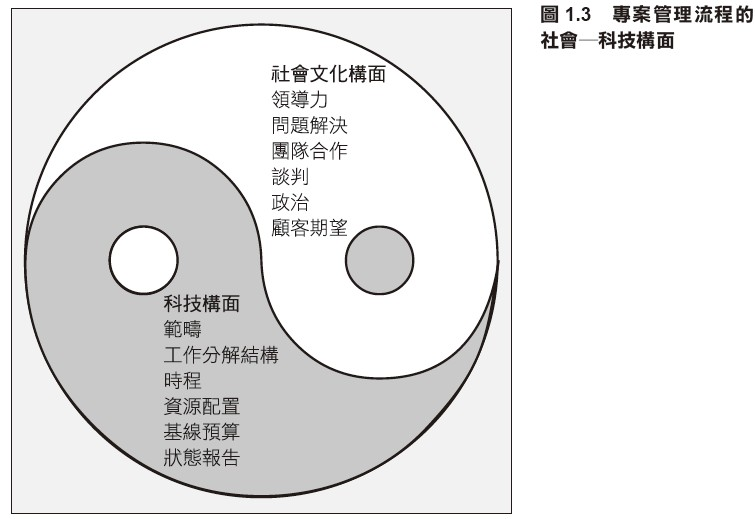 圖 1.3　專案管理流程的
社會─科技構面
社會文化構面
領導力
問題解決
團隊合作
談判
政治
顧客期望
科技構面
範疇
工作分解結構
時程
資源配置
基線預算
狀態報告